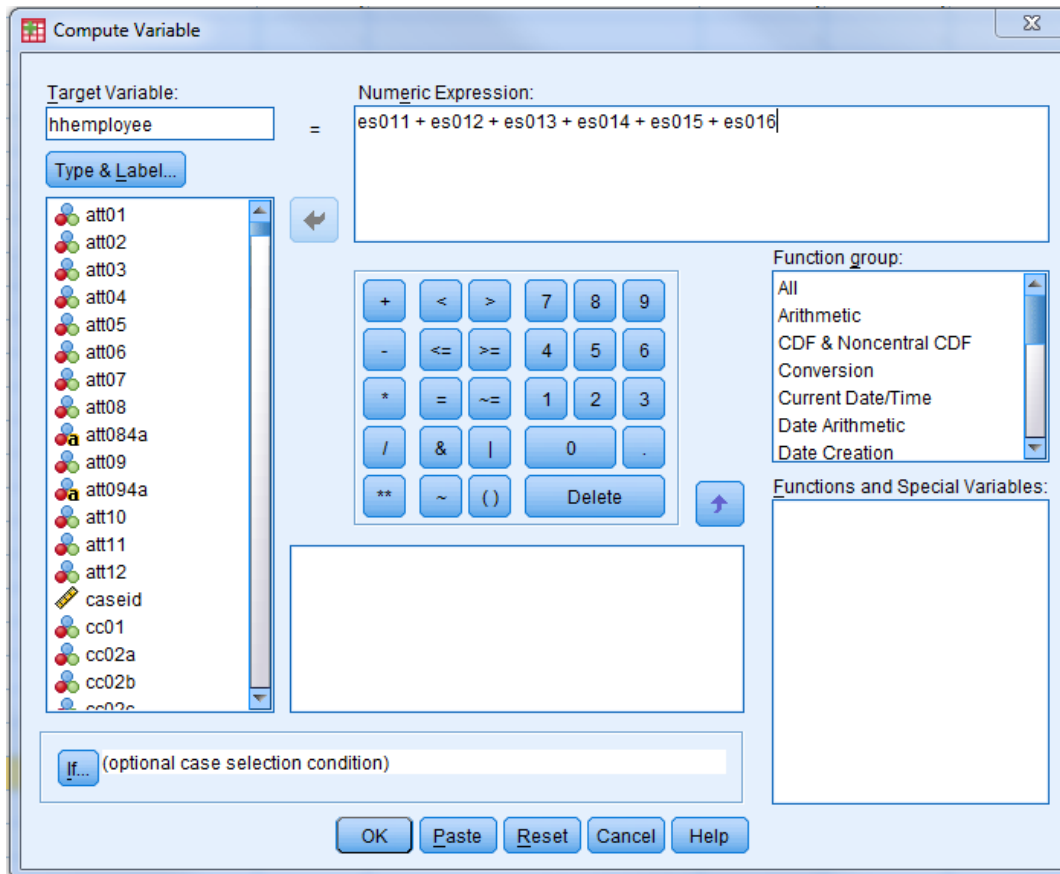 Compute Variable
Target Variable:
hhemployee
=
Numeric Expression:
es011 + es012 + es013 + es014 + es015 + es016
Type & Label...
att01
att02
att03
att04
att05
att06
att07
att08
att084a
att09
att094a
att10
att11
att12
caseid
cc01
cc02a
cc02b
cc02c
+ < > 7 8 9
- <= >= 4 5 6
* = ~= 1 2 3
/ & | 0 .
** ~ ( ) Delete
Function group:
All
Arithmetic
CDF & Noncentral CDF
Conversion
Current Date/Time
Date Arithmetic
Date Creation
Functions and Special Variables:
If... (optional case selection condition)
OK Paste Reset Cancel Help